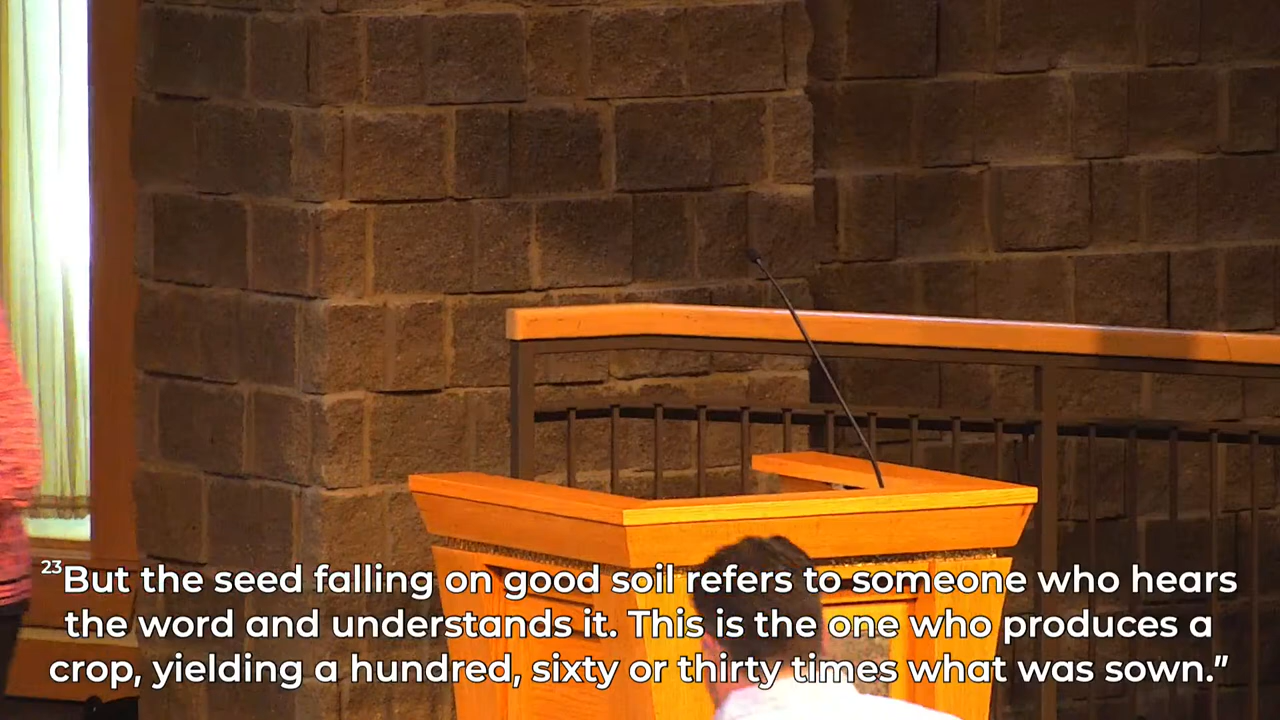 ²³But the seed falling on good soil refers to someone who hears
the word and understands it. This is the one who produces a
crop, yielding a hundred, sixty or thirty times what was sown.”